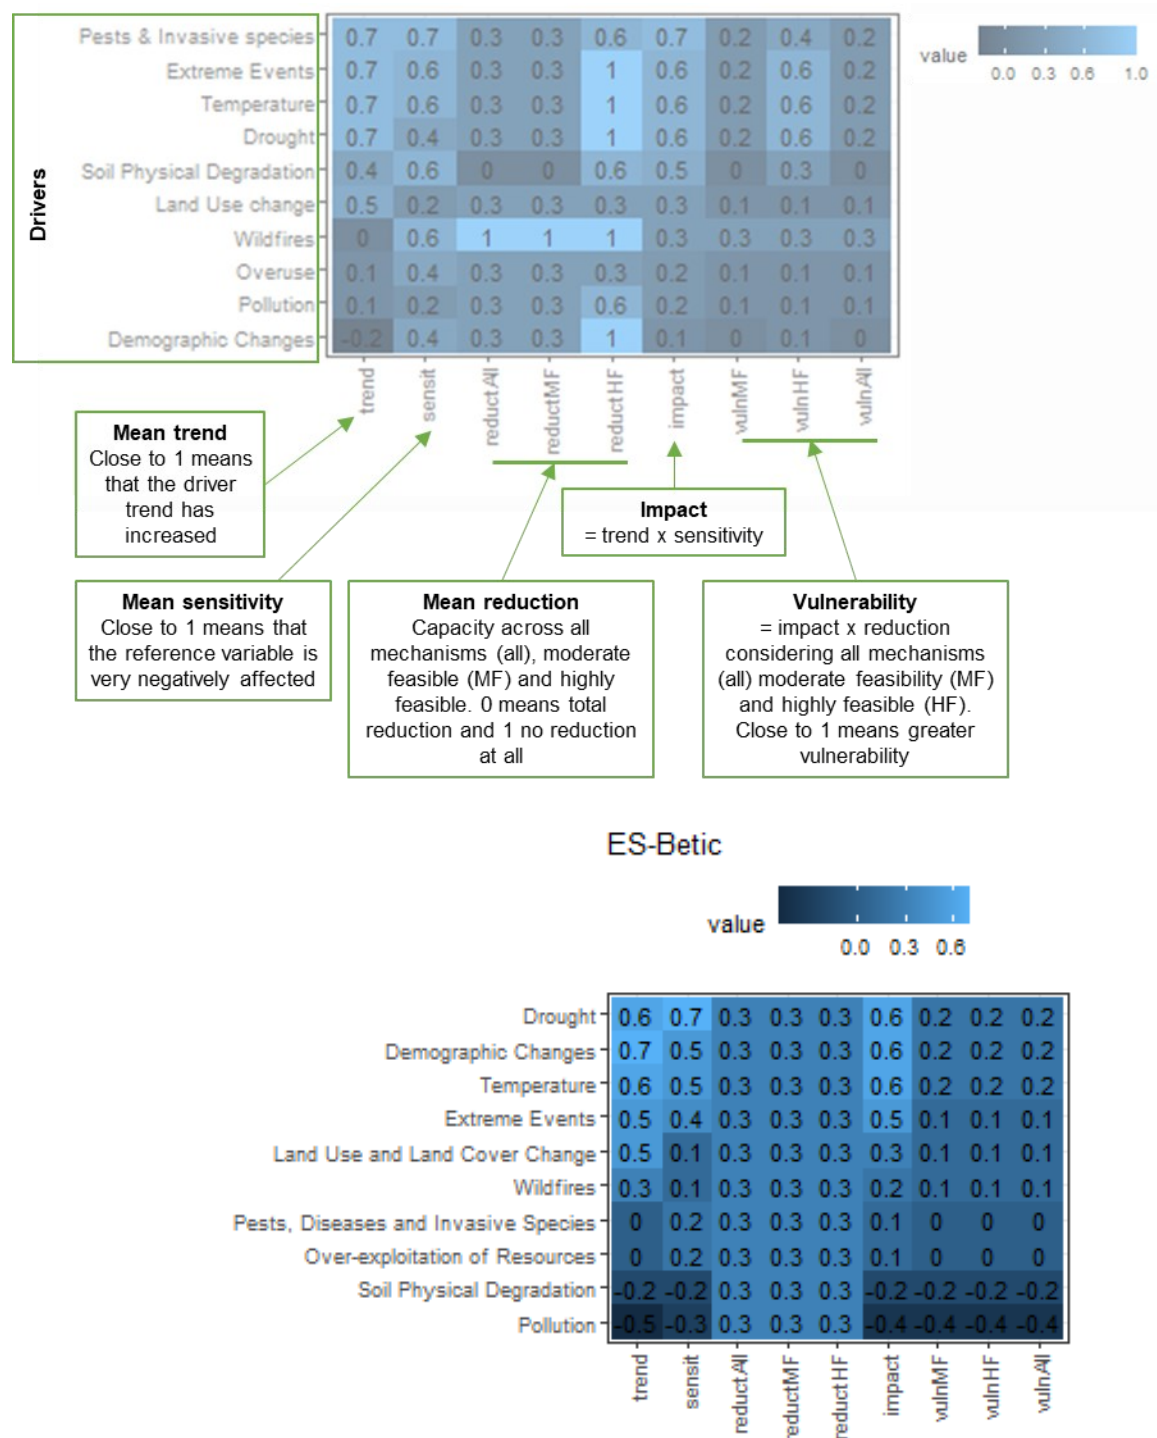 Drivers
Pests & Invasive species 0.7 0.7 0.3 0.3 0.6 0.7 0.2 0.4 0.2
Extreme Events 0.7 0.6 0.3 0.3 1 0.6 0.2 0.6 0.2
Temperature 0.7 0.6 0.3 0.3 1 0.6 0.2 0.6 0.2
Drought 0.7 0.4 0.3 0.3 1 0.6 0.2 0.6 0.2
Soil Physical Degradation 0.4 0.6 0 0 0.6 0.5 0 0.3 0
Land Use change 0.5 0.2 0.3 0.3 0.3 0.3 0.1 0.1 0.1
Wildfires 0 0.6 1 1 1 0.3 0.3 0.3 0.3
Overuse 0.1 0.4 0.3 0.3 0.3 0.2 0.1 0.1 0.1
Pollution 0.1 0.2 0.3 0.3 0.6 0.2 0.1 0.1 0.1
Demographic Changes -0.2 0.4 0.3 0.3 1 0.1 0 0.1 0
trend sensit reductAll reductMF reductHF impact vulnMF vulnHF vulnAll
value
0.0 0.3 0.6 1.0
Mean trend
Close to 1 means
that the driver
trend has
increased
Impact
= trend x sensitivity
Mean sensitivity
Close to 1 means that
the reference variable is
very negatively affected
Mean reduction
Capacity across all
mechanisms (all), moderate
feasible (MF) and highly
feasible. 0 means total
reduction and 1 no reduction
at all
Vulnerability
= impact x reduction
considering all mechanisms
(all) moderate feasibility (MF)
and highly feasible (HF).
Close to 1 means greater
vulnerability
ES-Betic
value
0.0 0.3 0.6
Drought 0.6 0.7 0.3 0.3 0.3 0.6 0.2 0.2 0.2
Demographic Changes 0.7 0.5 0.3 0.3 0.3 0.6 0.2 0.2 0.2
Temperature 0.6 0.5 0.3 0.3 0.3 0.6 0.2 0.2 0.2
Extreme Events 0.5 0.4 0.3 0.3 0.3 0.5 0.1 0.1 0.1
Land Use and Land Cover Change 0.5 0.1 0.3 0.3 0.3 0.3 0.1 0.1 0.1
Wildfires 0.3 0.1 0.3 0.3 0.3 0.2 0.1 0.1 0.1
Pests, Diseases and Invasive Species 0 0.2 0.3 0.3 0.3 0.1 0 0 0
Over-exploitation of Resources 0 0.2 0.3 0.3 0.3 0.1 0 0 0
Soil Physical Degradation -0.2 -0.2 0.3 0.3 0.3 -0.2 -0.2 -0.2 -0.2
Pollution -0.5 -0.3 0.3 0.3 0.3 -0.4 -0.4 -0.4 -0.4
trend sensit reductAll reductMF reductHF impact vulnMF vulnHF vulnAll